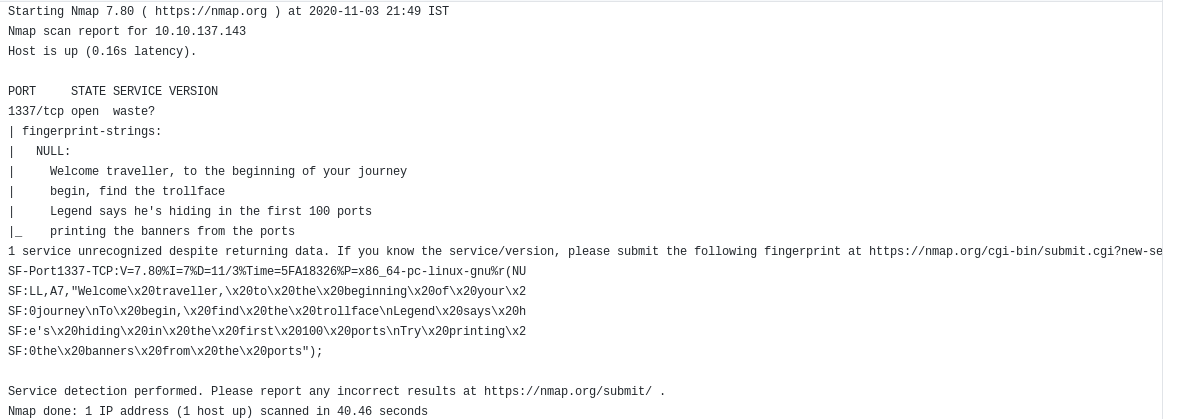 Starting Nmap 7.80 ( https://nmap.org ) at 2020-11-03 21:49 IST
Nmap scan report for 10.10.137.143
Host is up (0.16s latency).
PORT     STATE SERVICE VERSION
1337/tcp open  waste?
| fingerprint-strings:
|   NULL:
|     Welcome traveller, to the beginning of your journey
|     begin, find the trollface
|     Legend says he's hiding in the first 100 ports
|_    printing the banners from the ports
1 service unrecognized despite returning data. If you know the service/version, please submit the following fingerprint at https://nmap.org/cgi-bin/submit.cgi?new-se
SF-Port1337-TCP:V=7.80%I=7%D=11/3%Time=5FA18326%P=x86_64-pc-linux-gnu%r(NU
SF:LL,A7,"Welcome\x20traveller,\x20to\x20the\x20beginning\x20of\x20your\x2
SF:0journey\nTo\x20begin,\x20find\x20the\x20trollface\nLegend\x20says\x20h
SF:e's\x20hiding\x20in\x20the\x20first\x20100\x20ports\nTry\x20printing\x2
SF:0the\x20banners\x20from\x20the\x20ports");
Service detection performed. Please report any incorrect results at https://nmap.org/submit/ .
Nmap done: 1 IP address (1 host up) scanned in 40.46 seconds